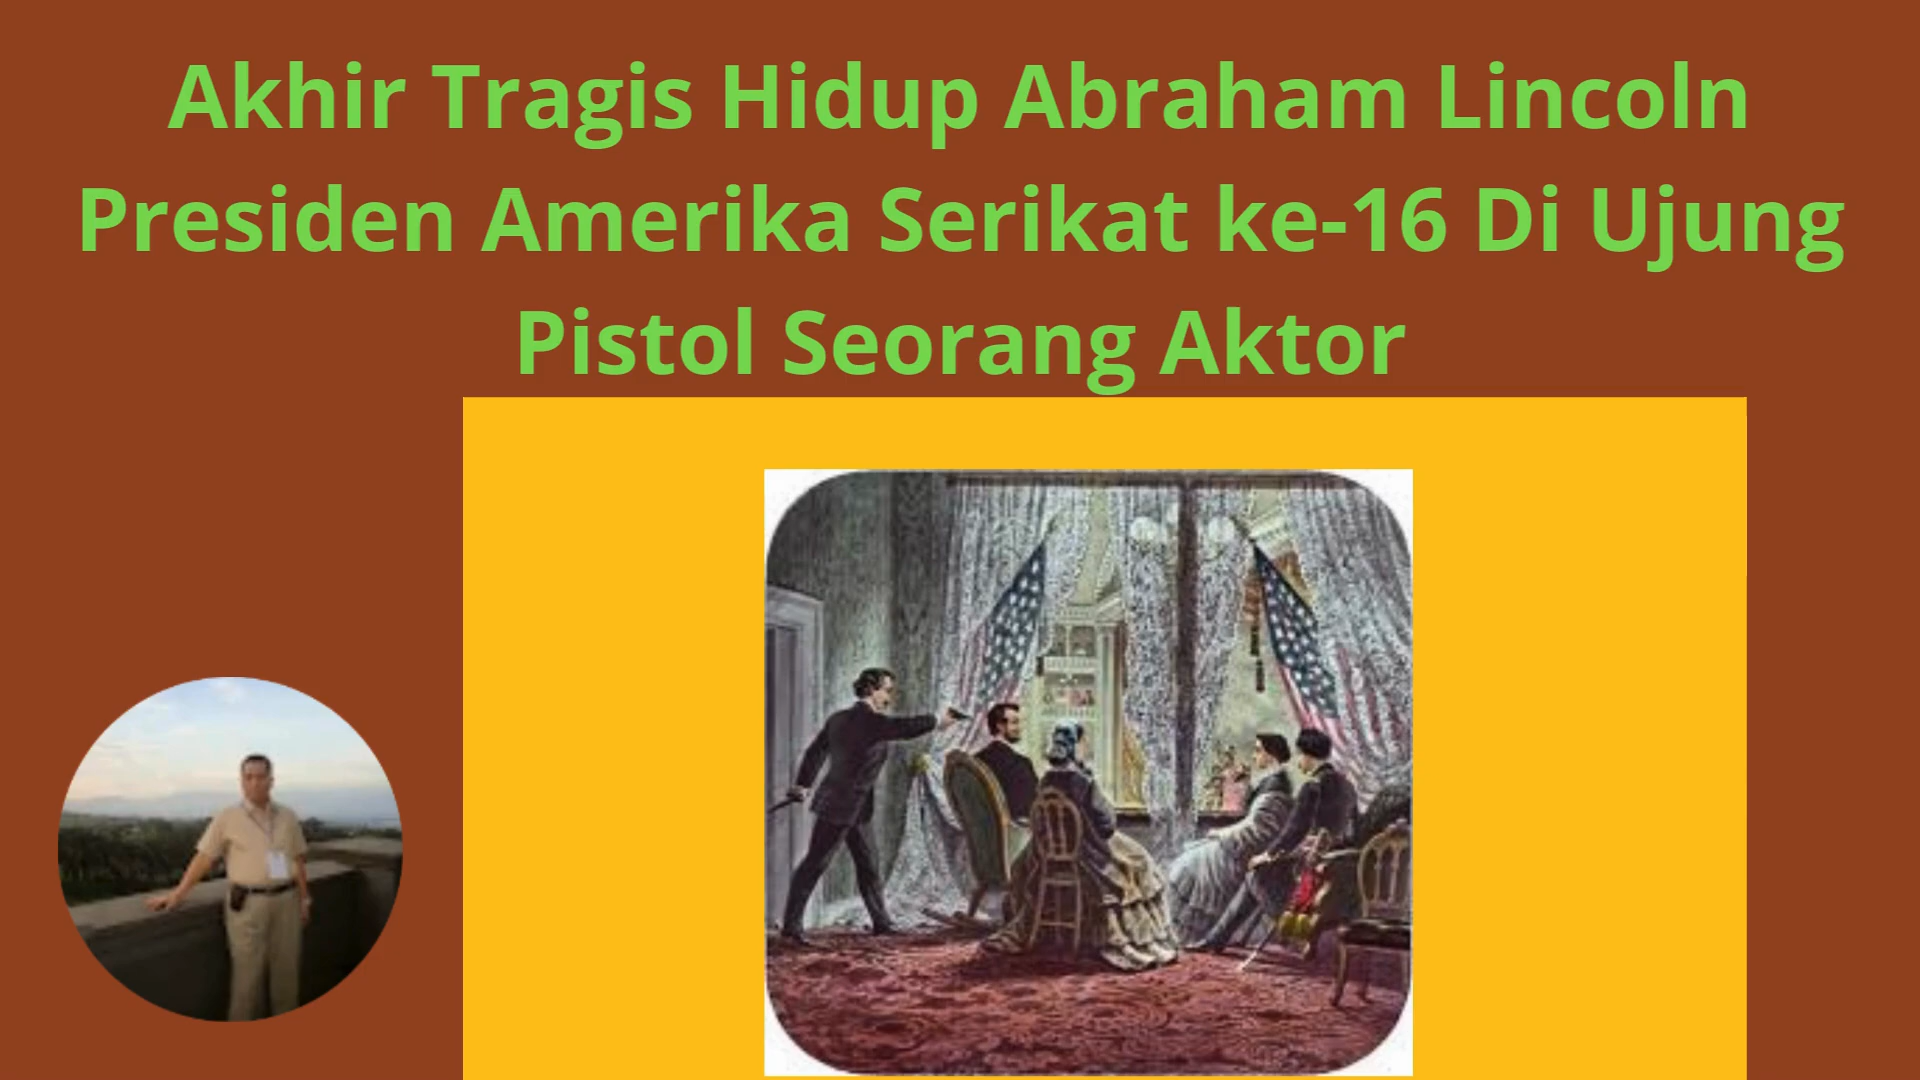 Akhir Tragis Hidup Abraham Lincoln
Presiden Amerika Serikat ke-16 Di Ujung
Pistol Seorang Aktor